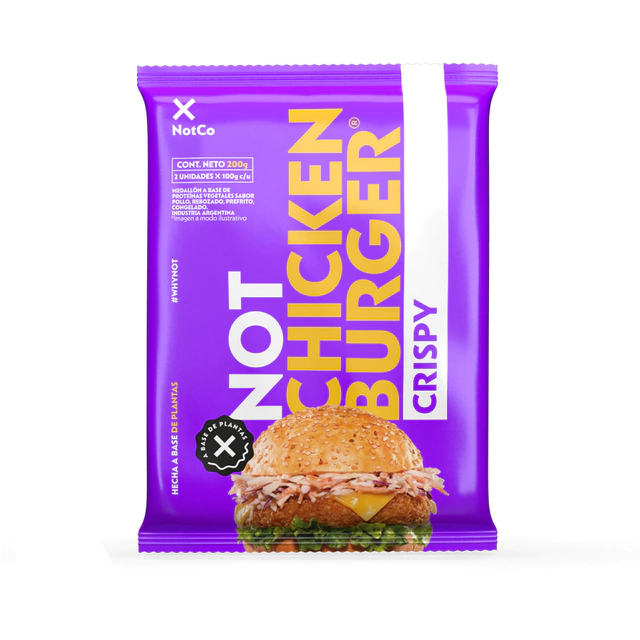 NotCo
CONT. NETO 200g
2 UNIDADES X 100g c/u
MEDALLÓN A BASE DE
PROTEÍNAS VEGETALES SABOR
POLLO, REBOZADO, PREFRITO,
CONGELADO.
INDUSTRIA ARGENTINA
*Imagen a modo ilustrativo
#WHYNOT
HECHA A BASE DE PLANTAS
NOT
CHICKEN
BURGER®
CRISPY
A BASE DE PLANTAS